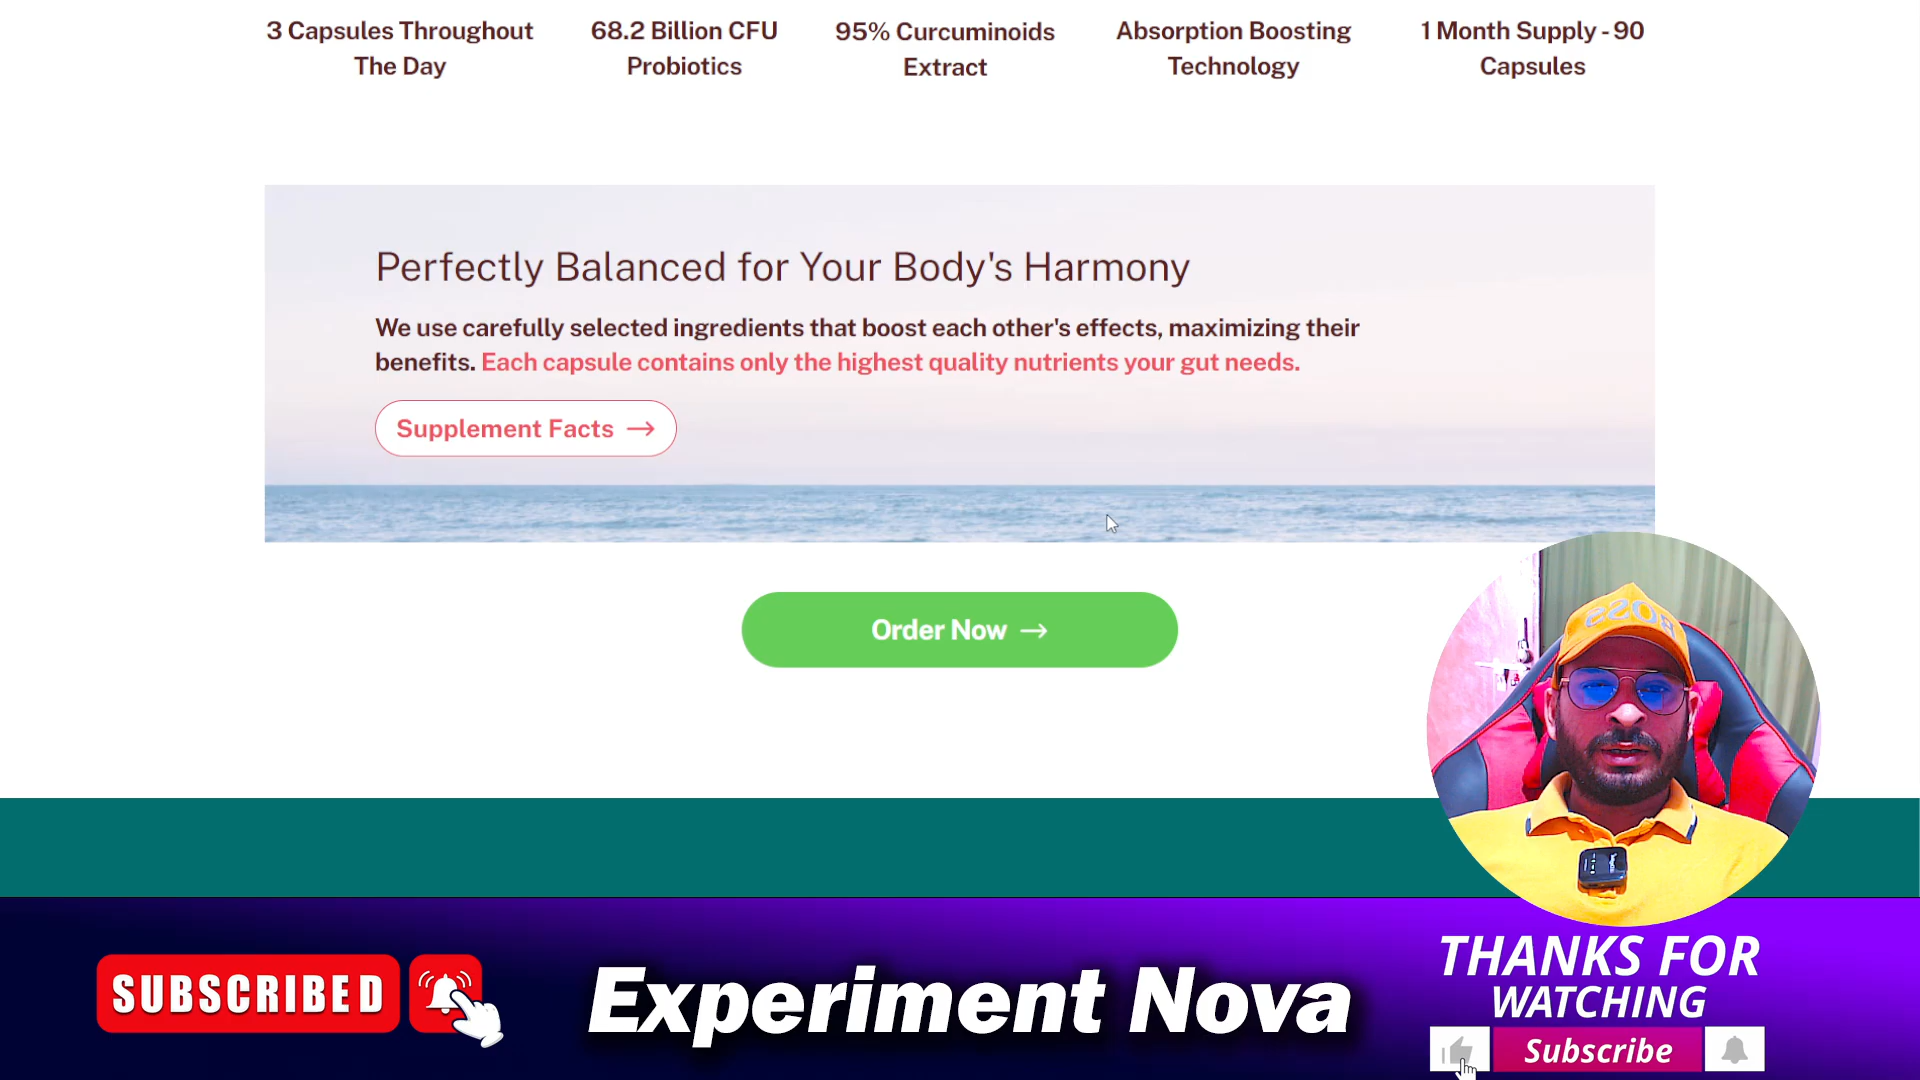 3 Capsules Throughout
The Day
68.2 Billion CFU
Probiotics
95% Curcuminoids
Extract
Absorption Boosting
Technology
1 Month Supply - 90
Capsules
Perfectly Balanced for Your Body's Harmony
We use carefully selected ingredients that boost each other's effects, maximizing their
benefits. Each capsule contains only the highest quality nutrients your gut needs.
Supplement Facts →
Order Now →
BOSS
SUBSCRIBED
Experiment Nova
THANKS FOR
WATCHING
Subscribe